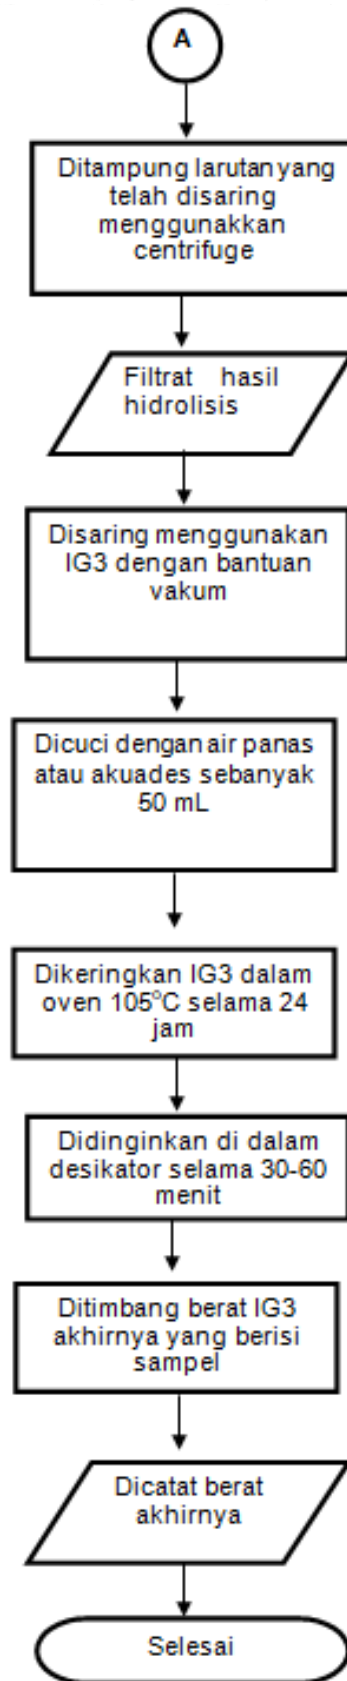 A
Ditampung larutan yang
telah disaring
menggunakkan
centrifuge
Filtrat hasil
hidrolisis
Disaring menggunakan
IG3 dengan bantuan
vakum
Dicuci dengan air panas
atau akuades sebanyak
50 mL
Dikeringkan IG3 dalam
oven 105°C selama 24
jam
Didinginkan di dalam
desikator selama 30-60
menit
Ditimbang berat IG3
akhirnya yang berisi
sampel
Dicatat berat
akhirnya
Selesai